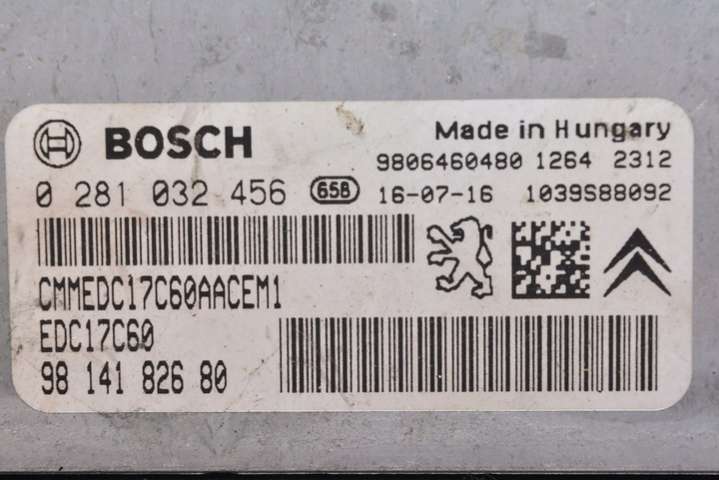 BOSCH
Made in Hungary
9806460480 1264 2312
0 281 032 456 658 16-07-16 1039S88092
CMMEDC17C60AACEM1
EDC17C60
98 141 826 80